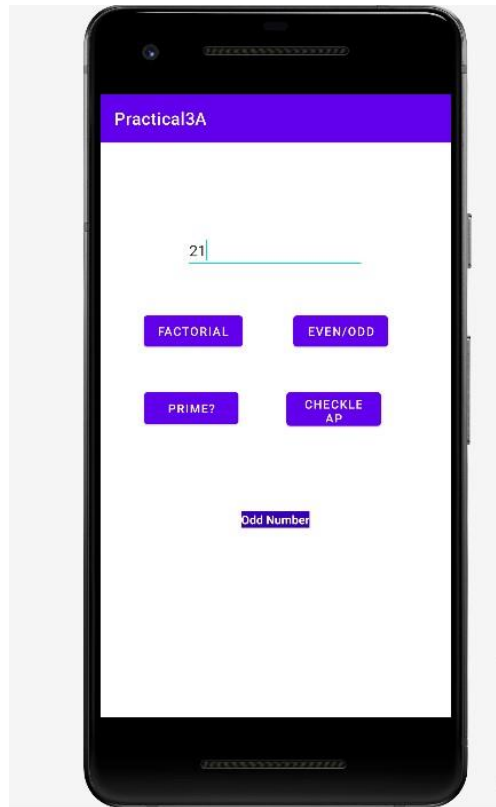 Practical3A
21
FACTORIAL
EVEN/ODD
PRIME?
CHECKLE
AP
Odd Number